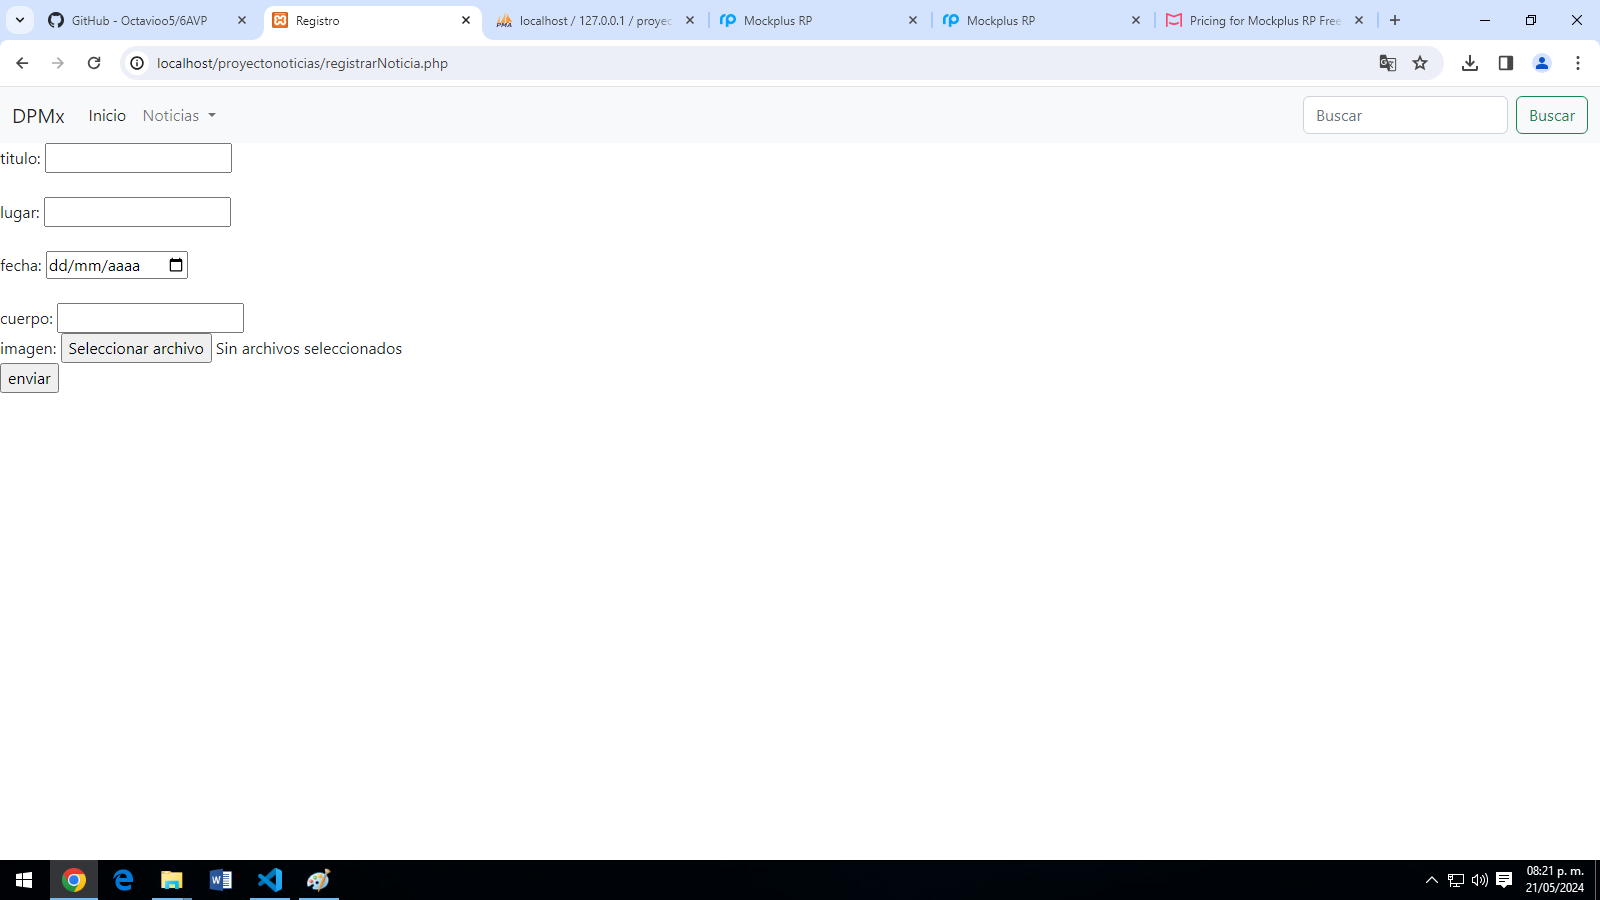 GitHub - Octavioo5/6AVP
Registro
localhost / 127.0.0.1 / proyec
Mockplus RP
Mockplus RP
Pricing for Mockplus RP Free
localhost/proyectonoticias/registrarNoticia.php
DPMx
Inicio
Noticias
Buscar
Buscar
titulo:
lugar:
fecha: dd/mm/aaaa
cuerpo:
imagen: Seleccionar archivo Sin archivos seleccionados
enviar
08:21 p. m.
21/05/2024